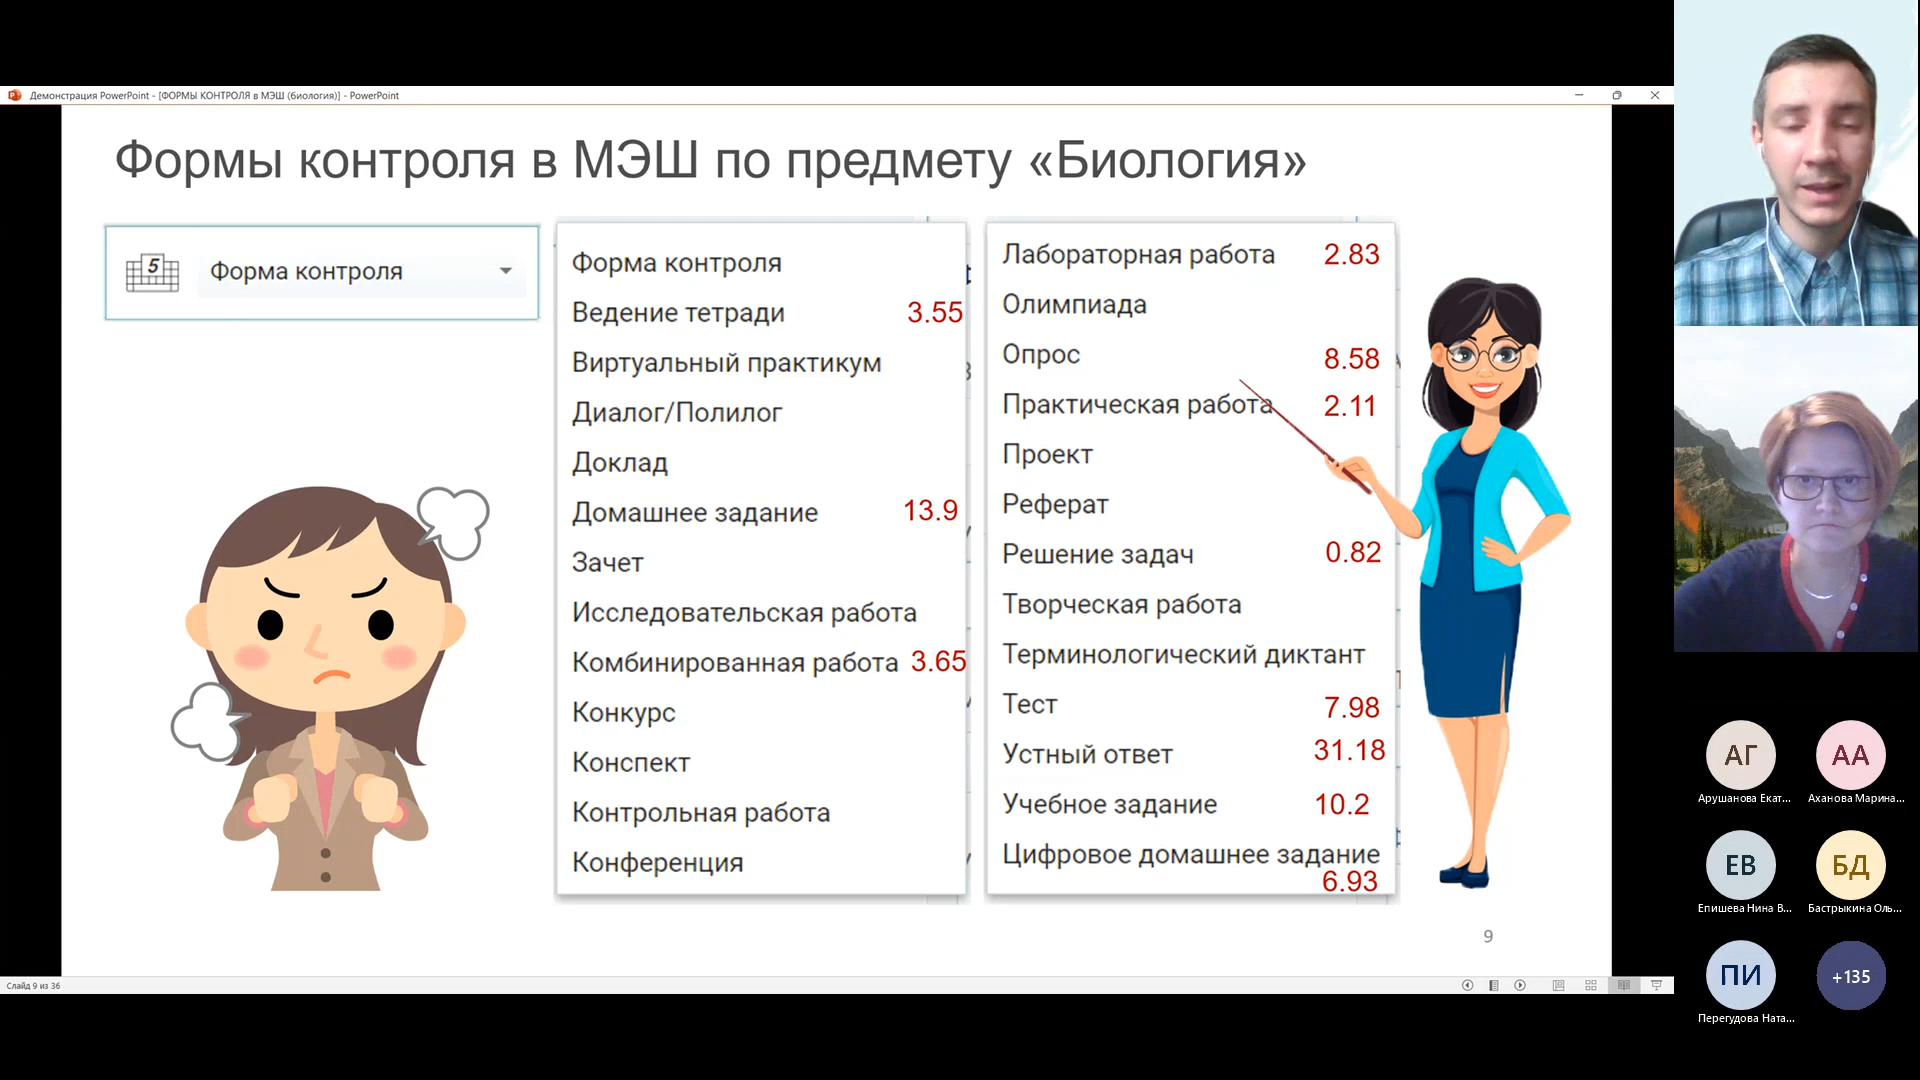 Демонстрация PowerPoint - [ФОРМЫ КОНТРОЛЯ в МЭШ (биология)] - PowerPoint
Формы контроля в МЭШ по предмету «Биология»
5
Форма контроля
Форма контроля
Ведение тетради 3.55
Виртуальный практикум
Диалог/Полилог
Доклад
Домашнее задание 13.9
Зачет
Исследовательская работа
Комбинированная работа 3.65
Конкурс
Конспект
Контрольная работа
Конференция
Лабораторная работа 2.83
Олимпиада
Опрос 8.58
Практическая работа 2.11
Проект
Реферат
Решение задач 0.82
Творческая работа
Терминологический диктант
Тест 7.98
Устный ответ 31.18
Учебное задание 10.2
Цифровое домашнее задание
6.93
9
Слайд 9 из 36
АГ
Арушанова Екат...
АА
Аханова Марина...
ЕВ
Епишева Нина В...
БД
Бастрыкина Оль...
ПИ
Перегудова Ната...
+135